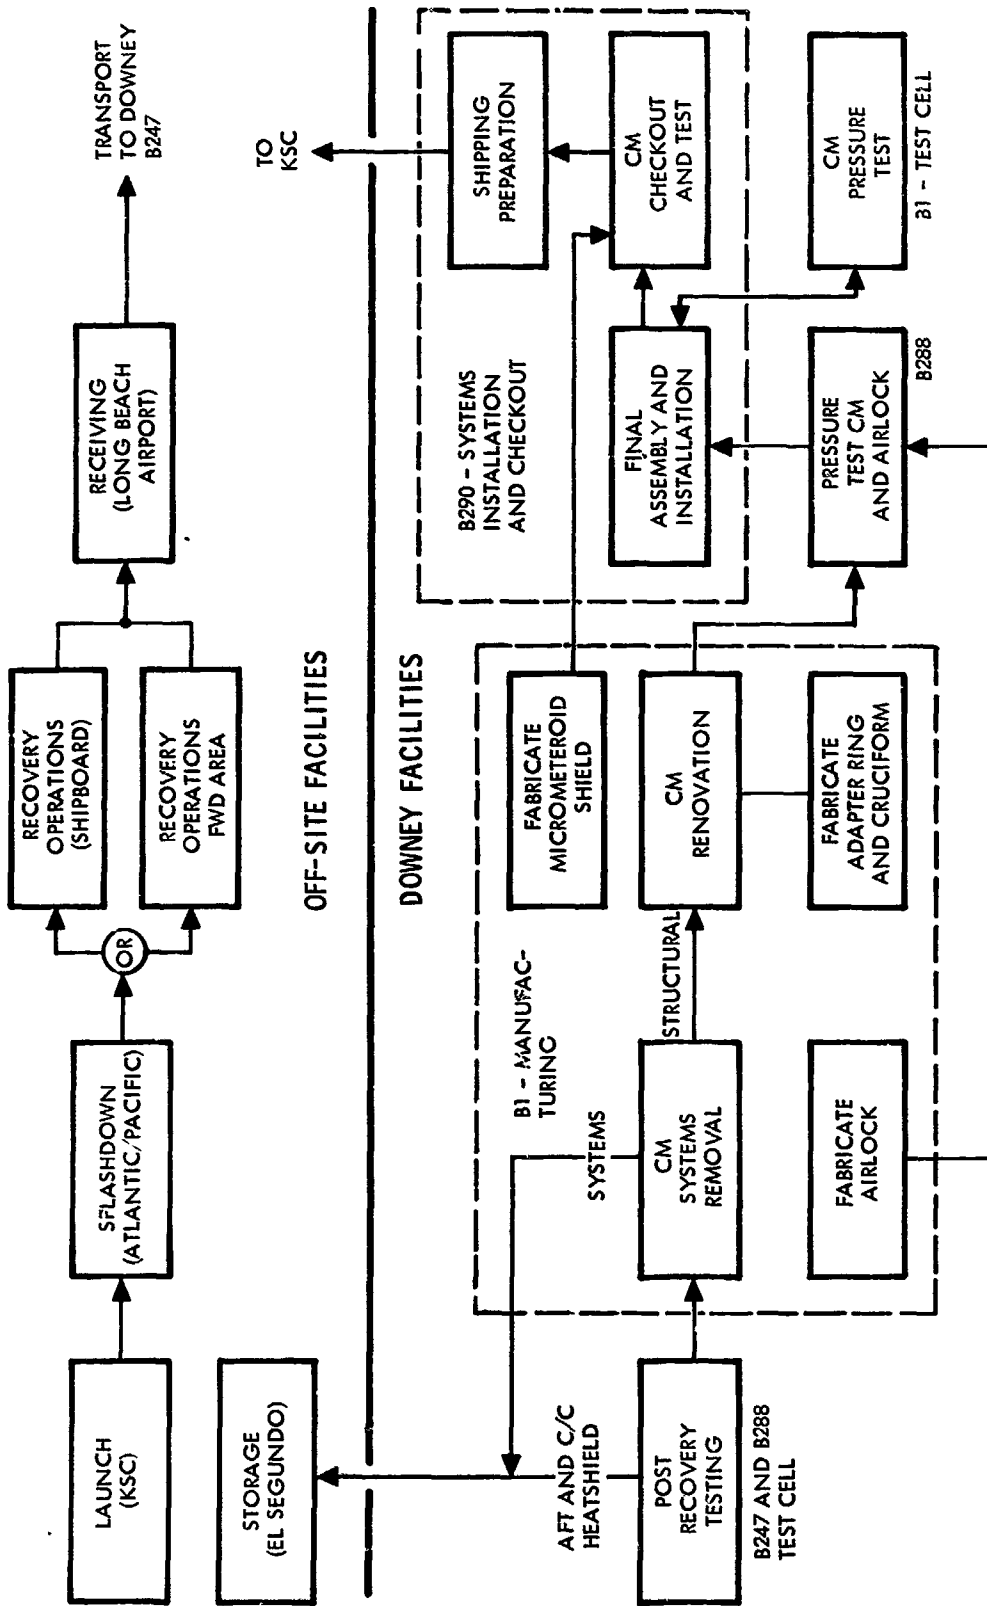 LAUNCH
(KSC)
SPLASHDOWN
(ATLANTIC/PACIFIC)
OR
RECOVERY
OPERATIONS
(SHIPBOARD)
RECOVERY
OPERATIONS
FWD AREA
RECEIVING
(LONG BEACH
AIRPORT)
TRANSPORT
TO DOWNEY
B247
STORAGE
(EL SEGUNDO)
OFF-SITE FACILITIES
DOWNEY FACILITIES
TO
KSC
AFT AND C/C
HEATSHIELD
POST
RECOVERY
TESTING
B247 AND B288
TEST CELL
SYSTEMS
B1 - MANUFAC-
TURING
CM
SYSTEMS
REMOVAL
STRUCTURAL
FABRICATE
AIRLOCK
FABRICATE
MICROMETEROID
SHIELD
CM
RENOVATION
FABRICATE
ADAPTER RING
AND CRUCIFORM
B290 - SYSTEMS
INSTALLATION
AND CHECKOUT
SHIPPING
PREPARATION
FINAL
ASSEMBLY AND
INSTALLATION
CM
CHECKOUT
AND TEST
PRESSURE
TEST CM
AND AIRLOCK
B288
CM
PRESSURE
TEST
B1 - TEST CELL